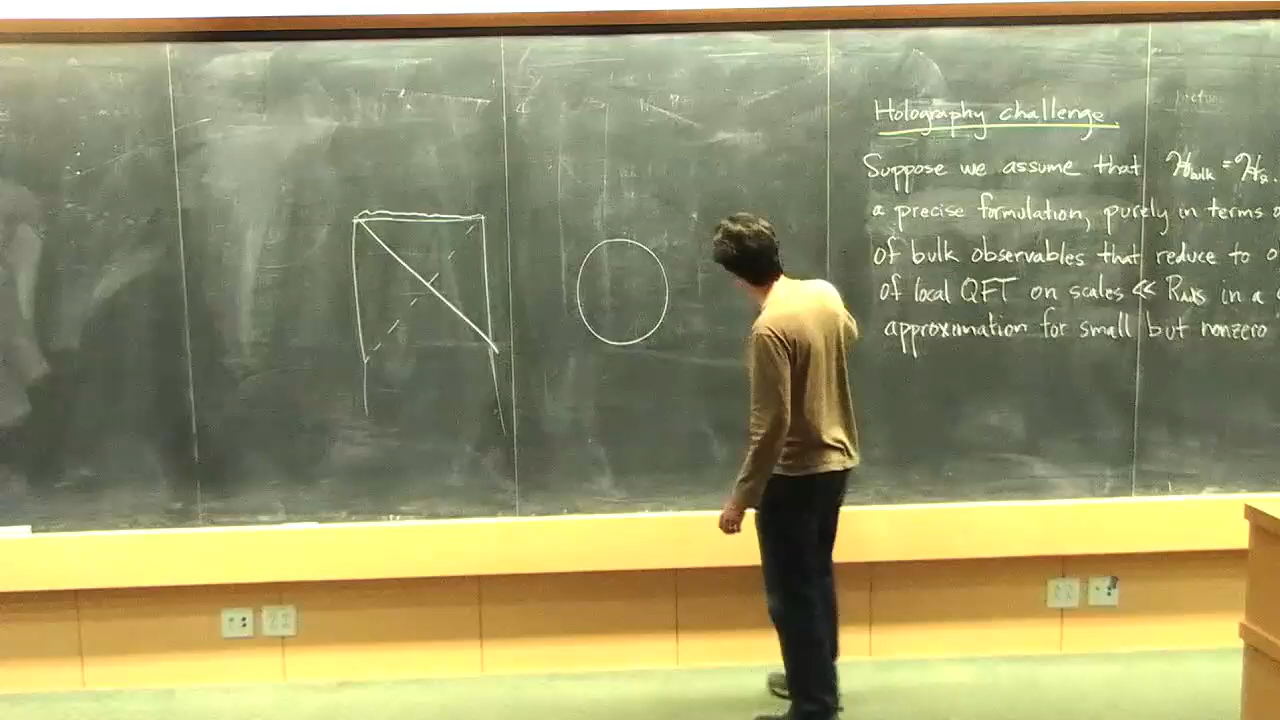 Holography challenge
Suppose we assume that ℋ_bulk = ℋ_∂.
a precise formulation, purely in terms
of bulk observables that reduce to
of local QFT on scales ≪ R_AdS in a
approximation for small but nonzero